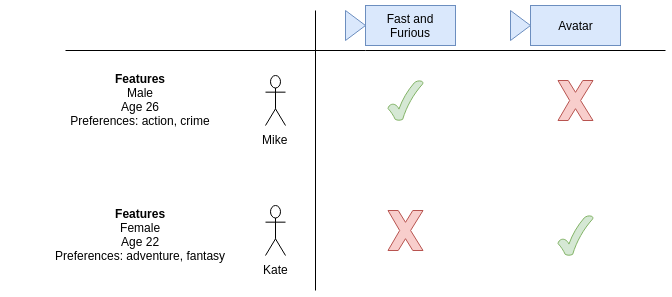 Fast and
Furious
Avatar
Features
Male
Age 26
Preferences: action, crime
Mike
Features
Female
Age 22
Preferences: adventure, fantasy
Kate